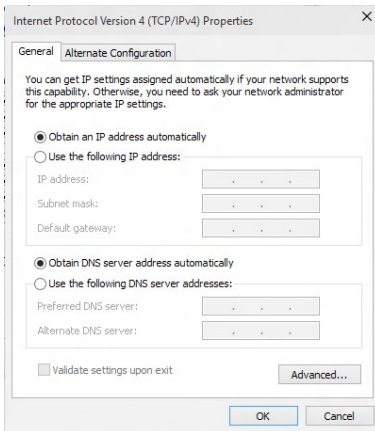 Internet Protocol Version 4 (TCP/IPv4) Properties
General
Alternate Configuration
You can get IP settings assigned automatically if your network supports
this capability. Otherwise, you need to ask your network administrator
for the appropriate IP settings.
Obtain an IP address automatically
Use the following IP address:
IP address:
Subnet mask:
Default gateway:
Obtain DNS server address automatically
Use the following DNS server addresses:
Preferred DNS server:
Alternate DNS server:
Validate settings upon exit
Advanced...
OK
Cancel